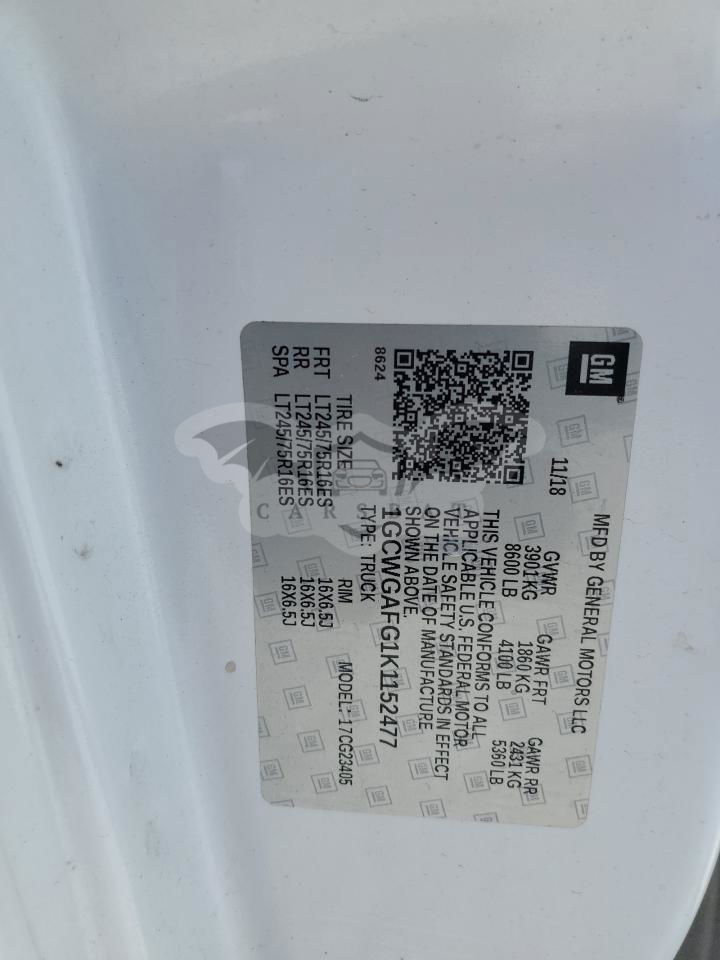 GM
MFD BY GENERAL MOTORS LLC
11/18
GVWR GAWR FRT GAWR RR
3901 KG 1860 KG 2431 KG
8600 LB 4100 LB 5360 LB
THIS VEHICLE CONFORMS TO ALL
APPLICABLE U.S. FEDERAL MOTOR
VEHICLE SAFETY STANDARDS IN EFFECT
ON THE DATE OF MANUFACTURE
SHOWN ABOVE.
8624
1GCWGAFG1K1152477
TYPE: TRUCK MODEL: 17CG23405
TIRE SIZE RIM
FRT LT245/75R16ES 16X6.5J
RR LT245/75R16ES 16X6.5J
SPA LT245/75R16ES 16X6.5J